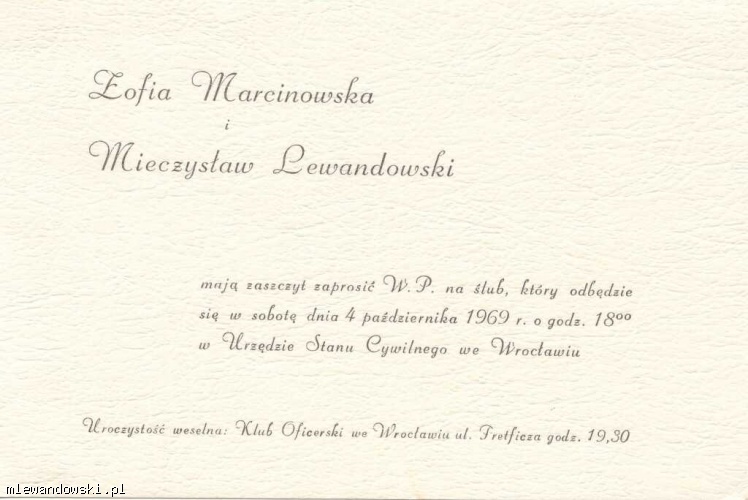 Zofia Marcinowska
i
Mieczysław Lewandowski
mają zaszczyt zaprosić W.P. na ślub, który odbędzie
się w sobotę dnia 4 października 1969 r. o godz. 18⁰⁰
w Urzędzie Stanu Cywilnego we Wrocławiu
Uroczystość weselna: Klub Oficerski we Wrocławiu ul. Tretficza godz. 19,30
mlewandowski.pl